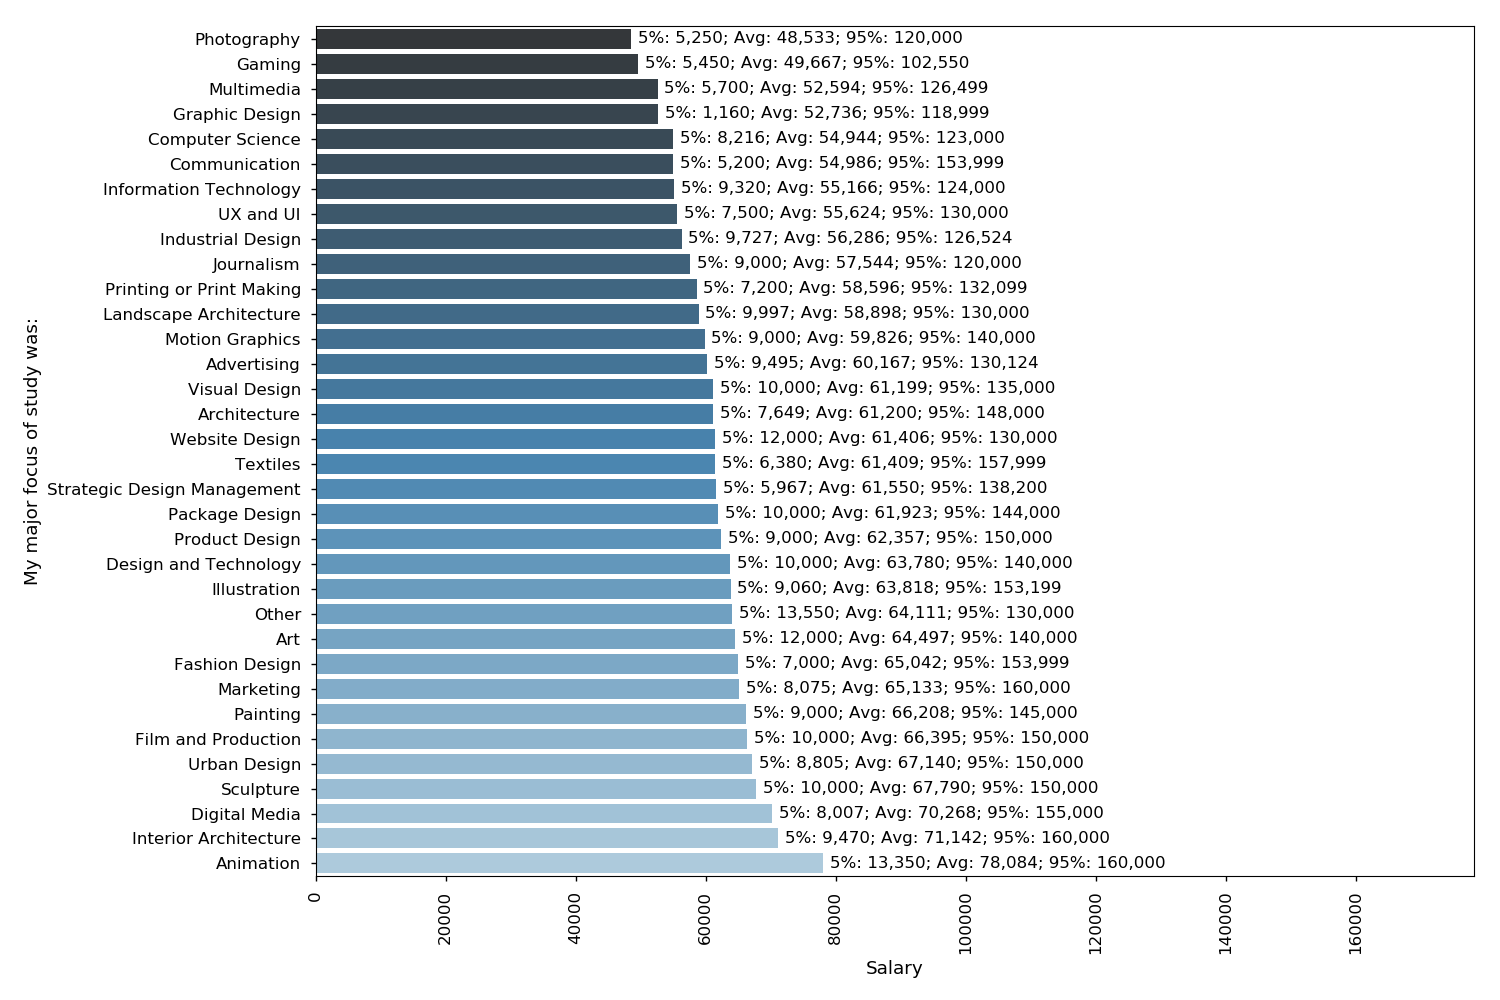 Photography 5%: 5,250; Avg: 48,533; 95%: 120,000
Gaming 5%: 5,450; Avg: 49,667; 95%: 102,550
Multimedia 5%: 5,700; Avg: 52,594; 95%: 126,499
Graphic Design 5%: 1,160; Avg: 52,736; 95%: 118,999
Computer Science 5%: 8,216; Avg: 54,944; 95%: 123,000
Communication 5%: 5,200; Avg: 54,986; 95%: 153,999
Information Technology 5%: 9,320; Avg: 55,166; 95%: 124,000
UX and UI 5%: 7,500; Avg: 55,624; 95%: 130,000
Industrial Design 5%: 9,727; Avg: 56,286; 95%: 126,524
Journalism 5%: 9,000; Avg: 57,544; 95%: 120,000
Printing or Print Making 5%: 7,200; Avg: 58,596; 95%: 132,099
Landscape Architecture 5%: 9,997; Avg: 58,898; 95%: 130,000
Motion Graphics 5%: 9,000; Avg: 59,826; 95%: 140,000
Advertising 5%: 9,495; Avg: 60,167; 95%: 130,124
Visual Design 5%: 10,000; Avg: 61,199; 95%: 135,000
Architecture 5%: 7,649; Avg: 61,200; 95%: 148,000
Website Design 5%: 12,000; Avg: 61,406; 95%: 130,000
Textiles 5%: 6,380; Avg: 61,409; 95%: 157,999
Strategic Design Management 5%: 5,967; Avg: 61,550; 95%: 138,200
Package Design 5%: 10,000; Avg: 61,923; 95%: 144,000
Product Design 5%: 9,000; Avg: 62,357; 95%: 150,000
Design and Technology 5%: 10,000; Avg: 63,780; 95%: 140,000
Illustration 5%: 9,060; Avg: 63,818; 95%: 153,199
Other 5%: 13,550; Avg: 64,111; 95%: 130,000
Art 5%: 12,000; Avg: 64,497; 95%: 140,000
Fashion Design 5%: 7,000; Avg: 65,042; 95%: 153,999
Marketing 5%: 8,075; Avg: 65,133; 95%: 160,000
Painting 5%: 9,000; Avg: 66,208; 95%: 145,000
Film and Production 5%: 10,000; Avg: 66,395; 95%: 150,000
Urban Design 5%: 8,805; Avg: 67,140; 95%: 150,000
Sculpture 5%: 10,000; Avg: 67,790; 95%: 150,000
Digital Media 5%: 8,007; Avg: 70,268; 95%: 155,000
Interior Architecture 5%: 9,470; Avg: 71,142; 95%: 160,000
Animation 5%: 13,350; Avg: 78,084; 95%: 160,000
My major focus of study was:
0 20000 40000 60000 80000 100000 120000 140000 160000
Salary